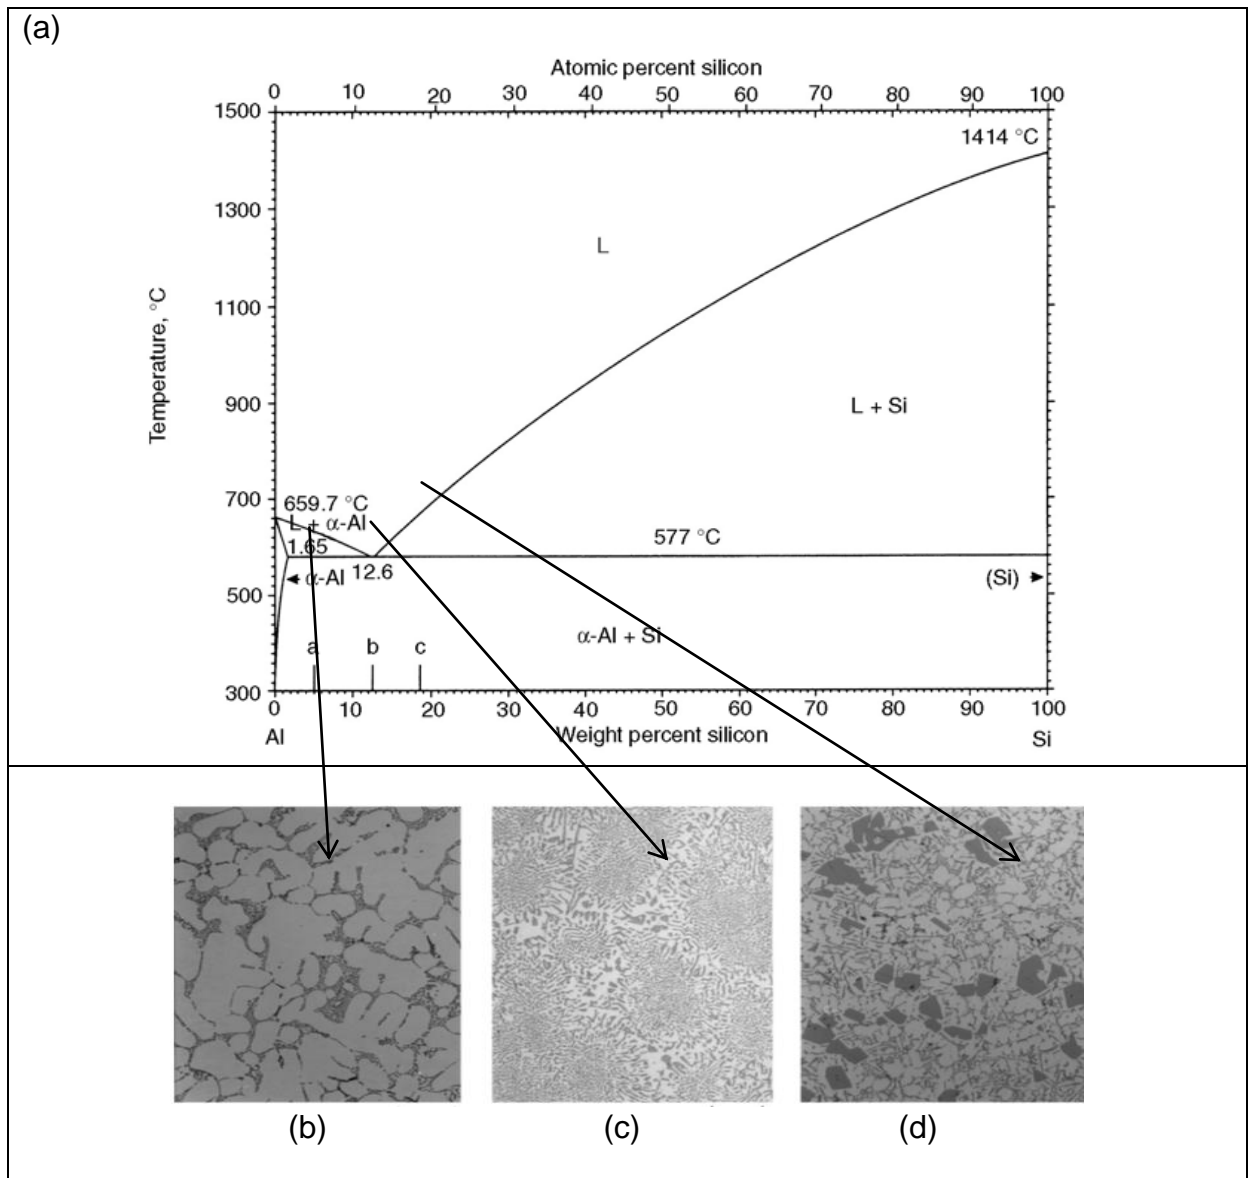 (a)
Atomic percent silicon
0 10 20 30 40 50 60 70 80 90 100
1500
1414 °C
1300
L
1100
Temperature, °C
900
L + Si
700
659.7 °C
L + α-Al
1.65
577 °C
12.6
α-Al
(Si)
500
α-Al + Si
a b c
300
0 10 20 30 40 50 60 70 80 90 100
Al Weight percent silicon Si
(b) (c) (d)